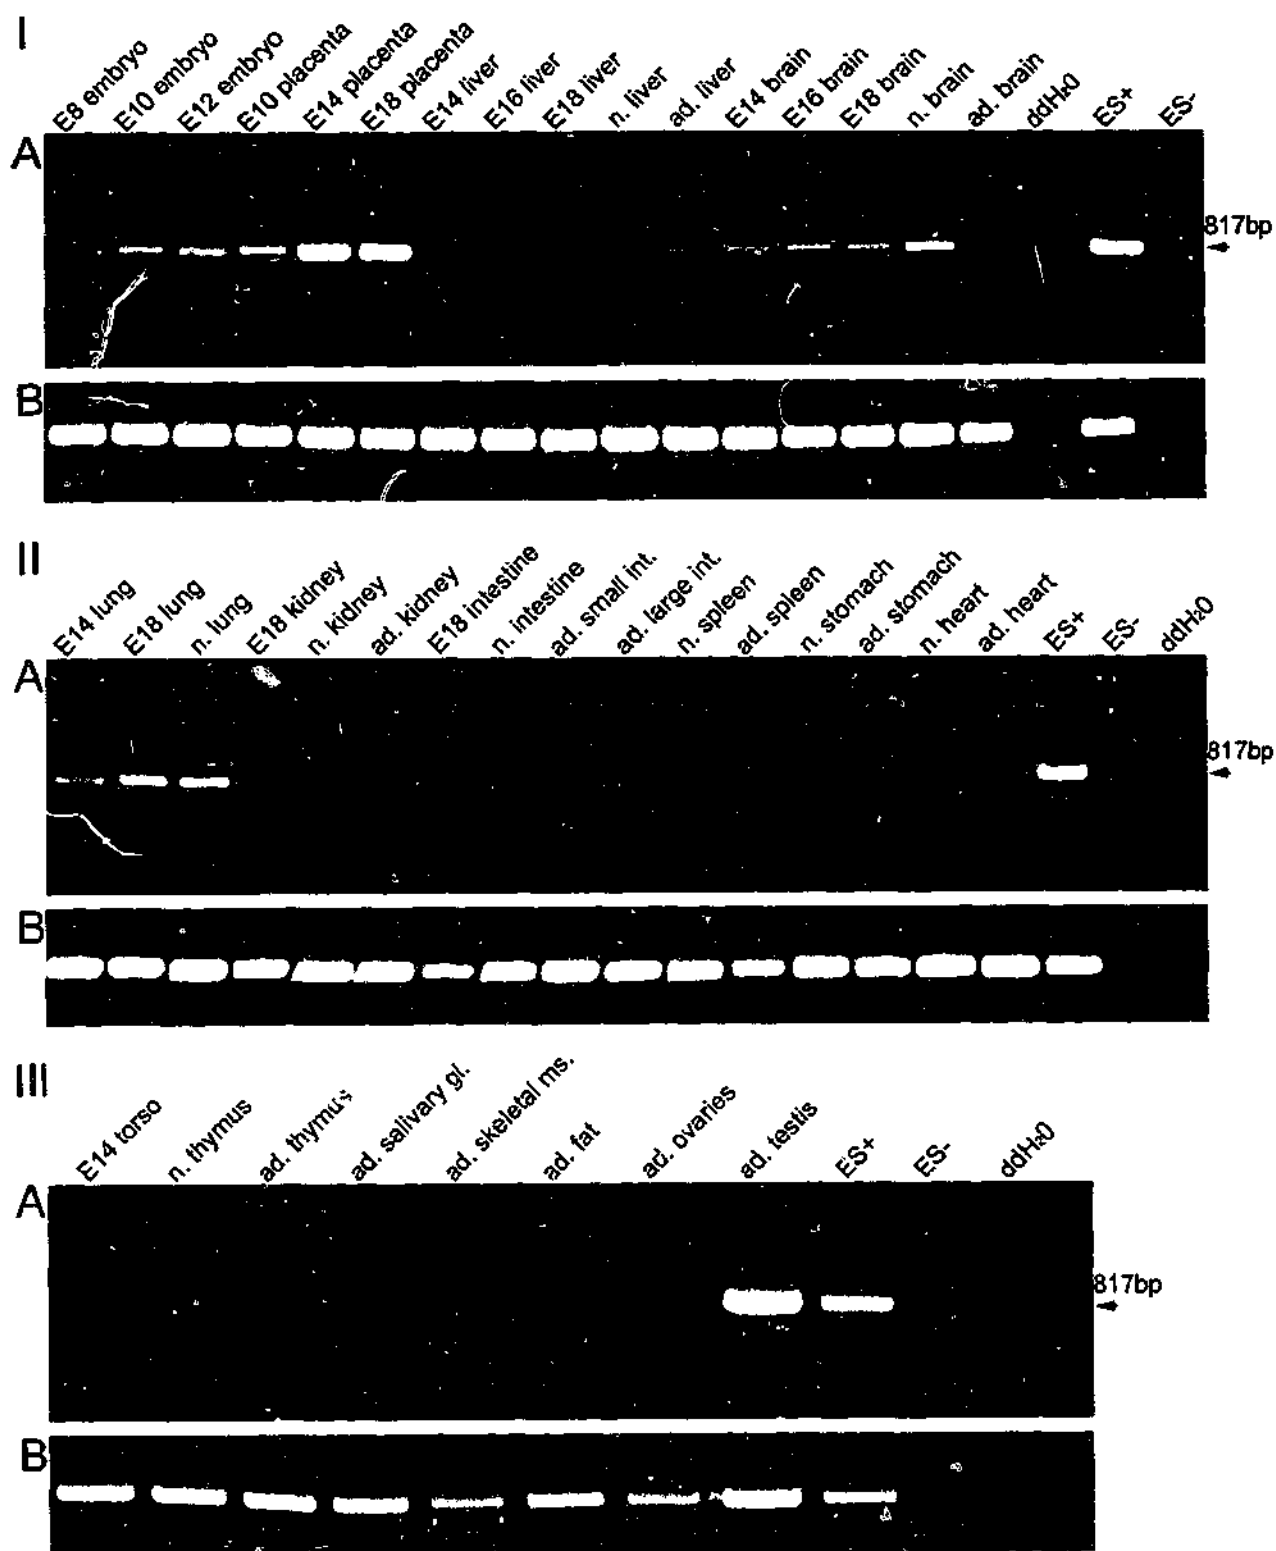 I
E8 embryo
E10 embryo
E12 embryo
E10 placenta
E14 placenta
E18 placenta
E14 liver
E16 liver
E18 liver
n. liver
ad. liver
E14 brain
E16 brain
E18 brain
n. brain
ad. brain
ddH₂0
ES+
ES-
A
817bp
B
II
E14 lung
E18 lung
n. lung
E18 kidney
n. kidney
ad. kidney
E18 intestine
n. intestine
ad. small int.
ad. large int.
n. spleen
ad. spleen
n. stomach
ad. stomach
n. heart
ad. heart
ES+
ES-
ddH₂0
A
817bp
B
III
E14 torso
n. thymus
ad. thymus
ad. salivary gl.
ad. skeletal ms.
ad. fat
ad. ovaries
ad. testis
ES+
ES-
ddH₂0
A
817bp
B